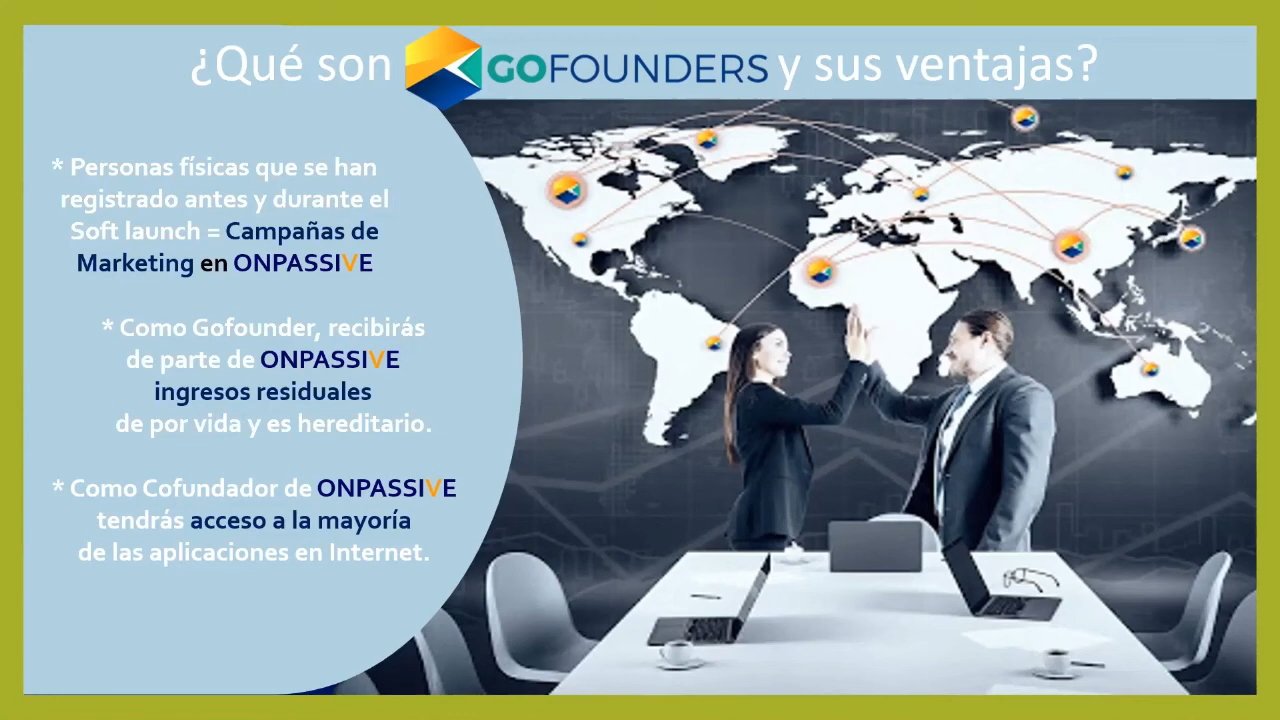 ¿Qué son GOFOUNDERS y sus ventajas?
* Personas físicas que se han
registrado antes y durante el
Soft launch = Campañas de
Marketing en ONPASSIVE
* Como Gofounder, recibirás
de parte de ONPASSIVE
ingresos residuales
de por vida y es hereditario.
* Como Cofundador de ONPASSIVE
tendrás acceso a la mayoría
de las aplicaciones en Internet.